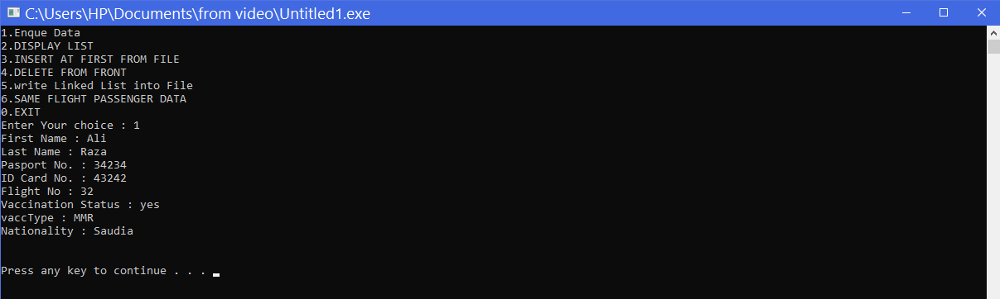 C:\Users\HP\Documents\from video\Untitled1.exe
1.Enque Data
2.DISPLAY LIST
3.INSERT AT FIRST FROM FILE
4.DELETE FROM FRONT
5.write Linked List into File
6.SAME FLIGHT PASSENGER DATA
0.EXIT
Enter Your choice : 1
First Name : Ali
Last Name : Raza
Pasport No. : 34234
ID Card No. : 43242
Flight No : 32
Vaccination Status : yes
vaccType : MMR
Nationality : Saudia
Press any key to continue . . .